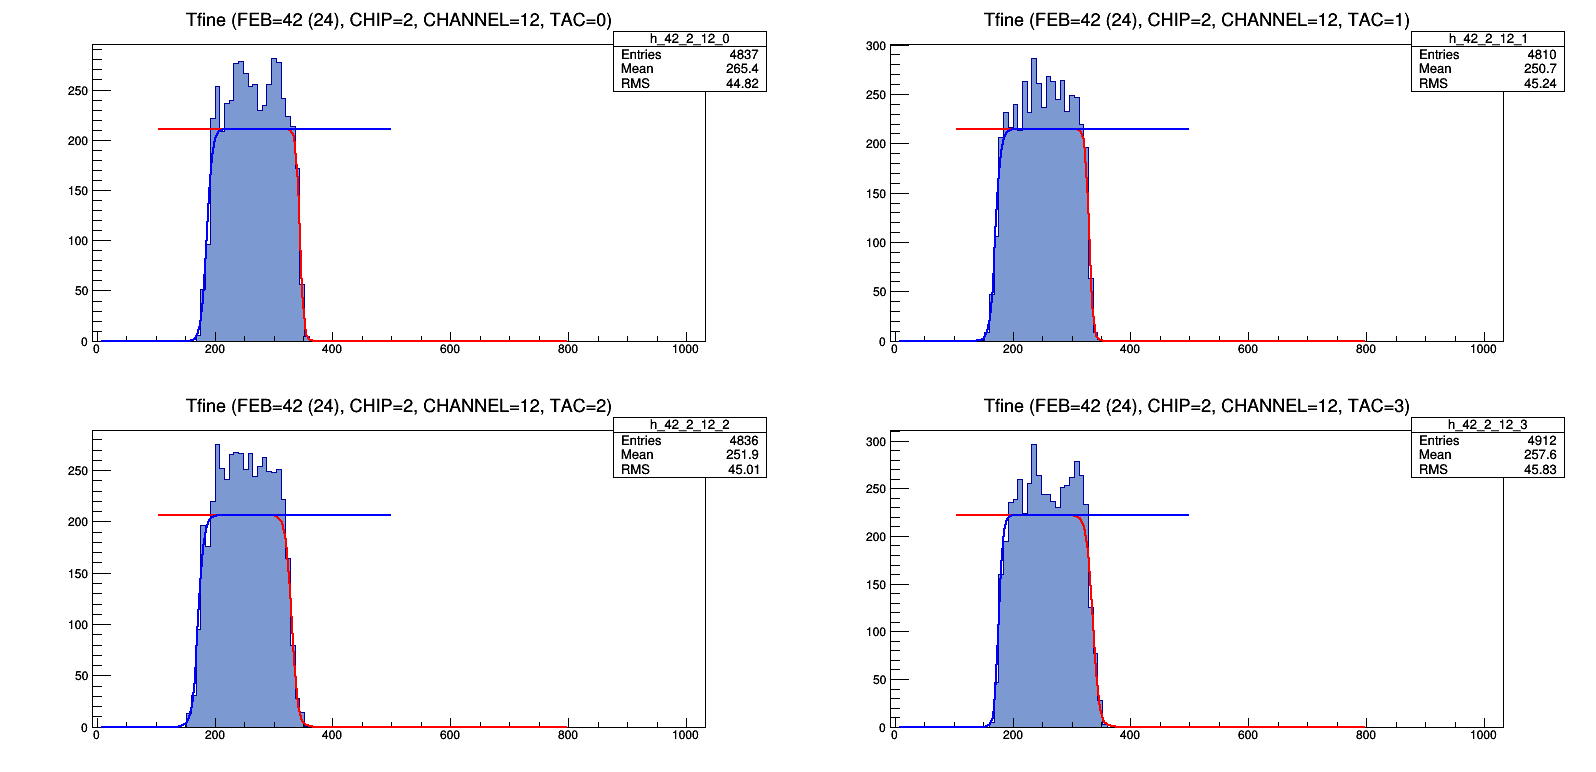 Tfine (FEB=42 (24), CHIP=2, CHANNEL=12, TAC=0)
h_42_2_12_0
Entries 4837
Mean 265.4
RMS 44.82
250
200
150
100
50
0
0 200 400 600 800 1000
Tfine (FEB=42 (24), CHIP=2, CHANNEL=12, TAC=1)
h_42_2_12_1
Entries 4810
Mean 250.7
RMS 45.24
300
250
200
150
100
50
0
0 200 400 600 800 1000
Tfine (FEB=42 (24), CHIP=2, CHANNEL=12, TAC=2)
h_42_2_12_2
Entries 4836
Mean 251.9
RMS 45.01
250
200
150
100
50
0
0 200 400 600 800 1000
Tfine (FEB=42 (24), CHIP=2, CHANNEL=12, TAC=3)
h_42_2_12_3
Entries 4912
Mean 257.6
RMS 45.83
300
250
200
150
100
50
0
0 200 400 600 800 1000